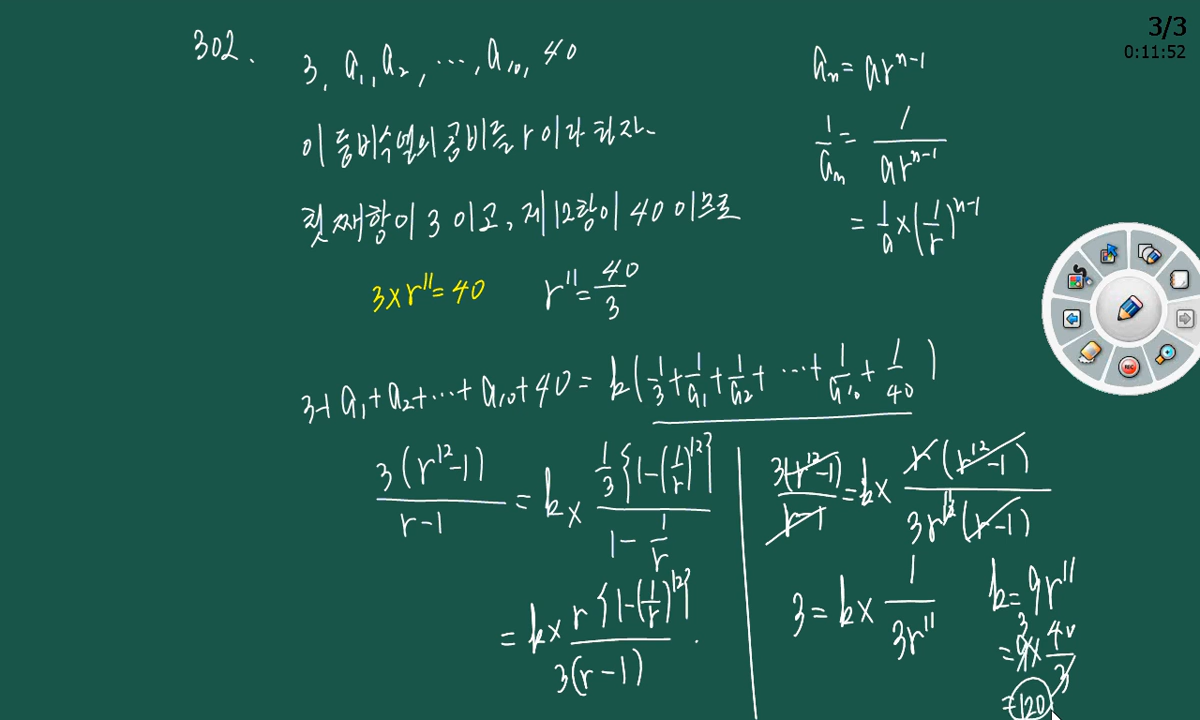 3/3
0:11:52
302.
3, a₁, a₂, ⋯, a₁₀, 40
이 등비수열의 공비를 r이라 하자.
첫째항이 3이고, 제12항이 40이므로
3×r¹¹=40 r¹¹=40/3
3+a₁+a₂+⋯+a₁₀+40=k(1/3+1/a₁+1/a₂+⋯+1/a₁₀+1/40)
3(r¹²-1)/(r-1)=k×(1/3){1-(1/r)¹²}/(1-1/r)
=k×r{1-(1/r)¹²}/3(r-1)
aₙ=arⁿ⁻¹
1/aₙ=1/arⁿ⁻¹
=1/a×(1/r)ⁿ⁻¹
3(r¹²-1)/(r-1)=k×r(r¹²-1)/3r¹²(r-1)
3=k×1/3r¹¹
k=9r¹¹
=9×40/3
3
=120
REC